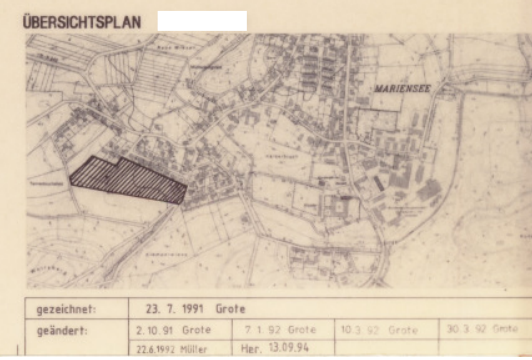 ÜBERSICHTSPLAN
MARIENSEE
gezeichnet: 23. 7. 1991 Grote
geändert: 2. 10. 91 Grote 7. 1. 92 Grote 10. 3. 92 Grote 30. 3. 92 Grote
22.6.1992 Müller Her. 13.09.94